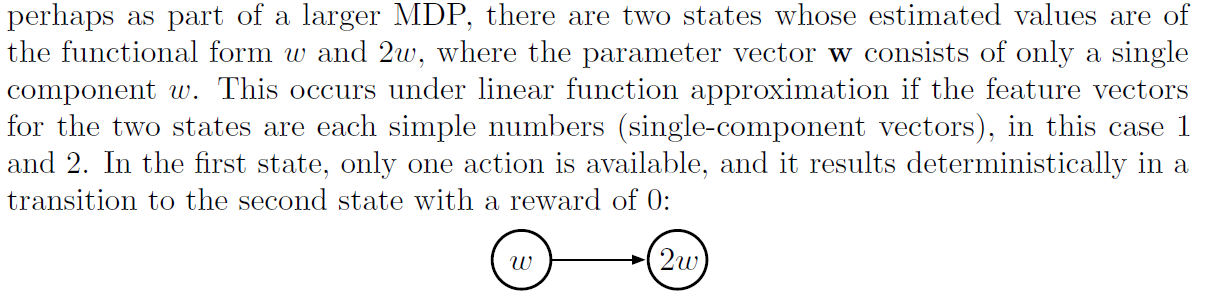 perhaps as part of a larger MDP, there are two states whose estimated values are of
the functional form w and 2w, where the parameter vector w consists of only a single
component w. This occurs under linear function approximation if the feature vectors
for the two states are each simple numbers (single-component vectors), in this case 1
and 2. In the first state, only one action is available, and it results deterministically in a
transition to the second state with a reward of 0:
w 2w